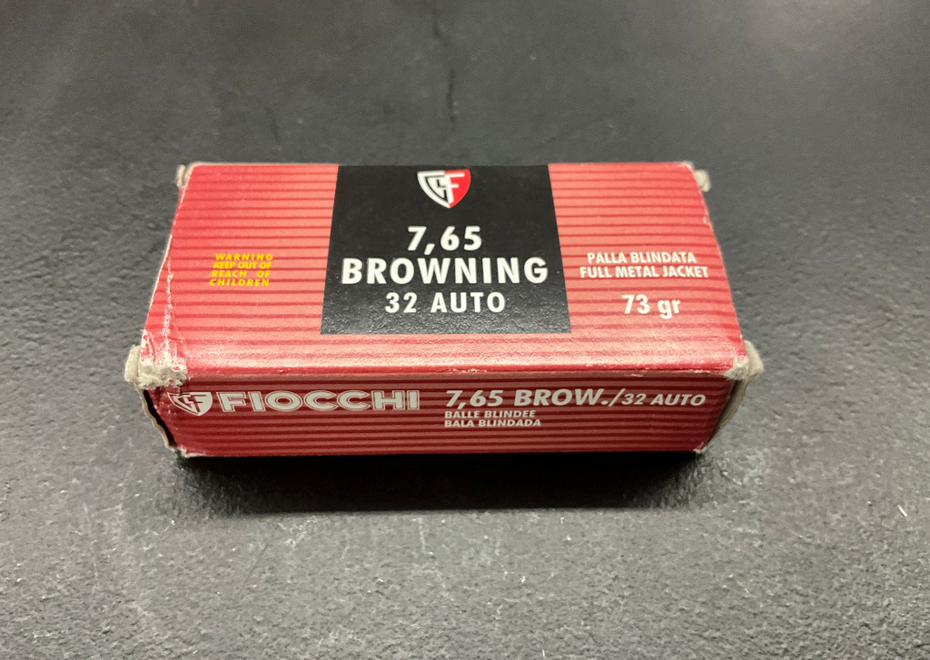 7,65
BROWNING
32 AUTO
WARNING
KEEP OUT OF
REACH OF
CHILDREN
PALLA BLINDATA
FULL METAL JACKET
73 gr
FIOCCHI
7,65 BROW./32 AUTO
BALLE BLINDEE
BALA BLINDADA